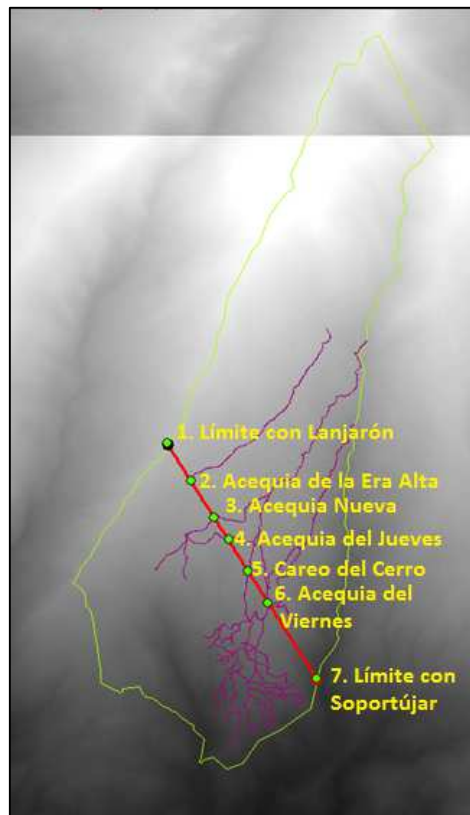 1. Límite con Lanjarón
2. Acequia de la Era Alta
3. Acequia Nueva
4. Acequia del Jueves
5. Careo del Cerro
6. Acequia del
Viernes
7. Límite con
Soportújar